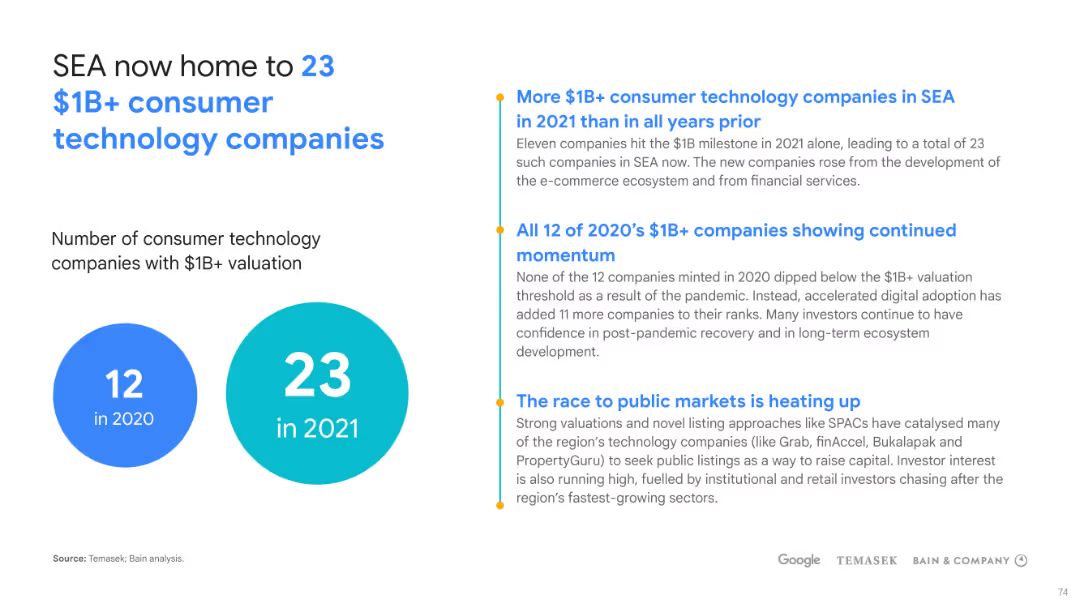 SEA now home to 23
$1B+ consumer
technology companies
Number of consumer technology
companies with $1B+ valuation
12
in 2020
23
in 2021
More $1B+ consumer technology companies in SEA
in 2021 than in all years prior
Eleven companies hit the $1B milestone in 2021 alone, leading to a total of 23
such companies in SEA now. The new companies rose from the development of
the e-commerce ecosystem and from financial services.
All 12 of 2020's $1B+ companies showing continued
momentum
None of the 12 companies minted in 2020 dipped below the $1B+ valuation
threshold as a result of the pandemic. Instead, accelerated digital adoption has
added 11 more companies to their ranks. Many investors continue to have
confidence in post-pandemic recovery and in long-term ecosystem
development.
The race to public markets is heating up
Strong valuations and novel listing approaches like SPACs have catalysed many
of the region's technology companies (like Grab, finAccel, Bukalapak and
PropertyGuru) to seek public listings as a way to raise capital. Investor interest
is also running high, fuelled by institutional and retail investors chasing after the
region's fastest-growing sectors.
Source: Temasek; Bain analysis.
Google TEMASEK BAIN & COMPANY
74